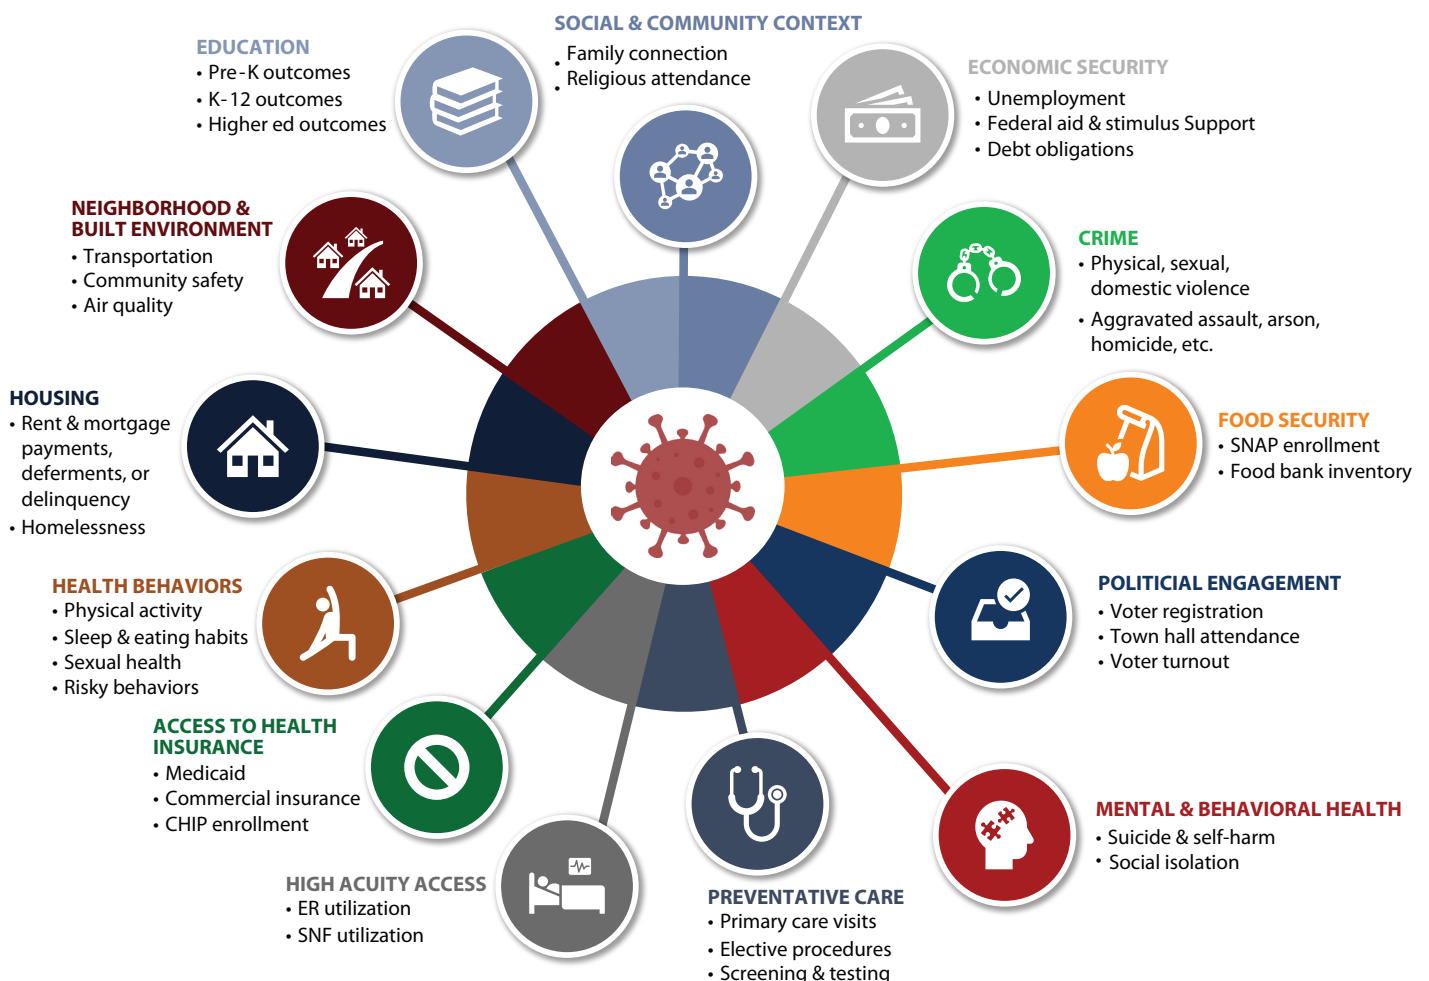 SOCIAL & COMMUNITY CONTEXT
• Family connection
• Religious attendance
EDUCATION
• Pre-K outcomes
• K-12 outcomes
• Higher ed outcomes
ECONOMIC SECURITY
• Unemployment
• Federal aid & stimulus Support
• Debt obligations
NEIGHBORHOOD &
BUILT ENVIRONMENT
• Transportation
• Community safety
• Air quality
CRIME
• Physical, sexual,
domestic violence
• Aggravated assault, arson,
homicide, etc.
HOUSING
• Rent & mortgage
payments,
deferments, or
delinquency
• Homelessness
FOOD SECURITY
• SNAP enrollment
• Food bank inventory
HEALTH BEHAVIORS
• Physical activity
• Sleep & eating habits
• Sexual health
• Risky behaviors
POLITICIAL ENGAGEMENT
• Voter registration
• Town hall attendance
• Voter turnout
ACCESS TO HEALTH
INSURANCE
• Medicaid
• Commercial insurance
• CHIP enrollment
MENTAL & BEHAVIORAL HEALTH
• Suicide & self-harm
• Social isolation
HIGH ACUITY ACCESS
• ER utilization
• SNF utilization
PREVENTATIVE CARE
• Primary care visits
• Elective procedures
• Screening & testing